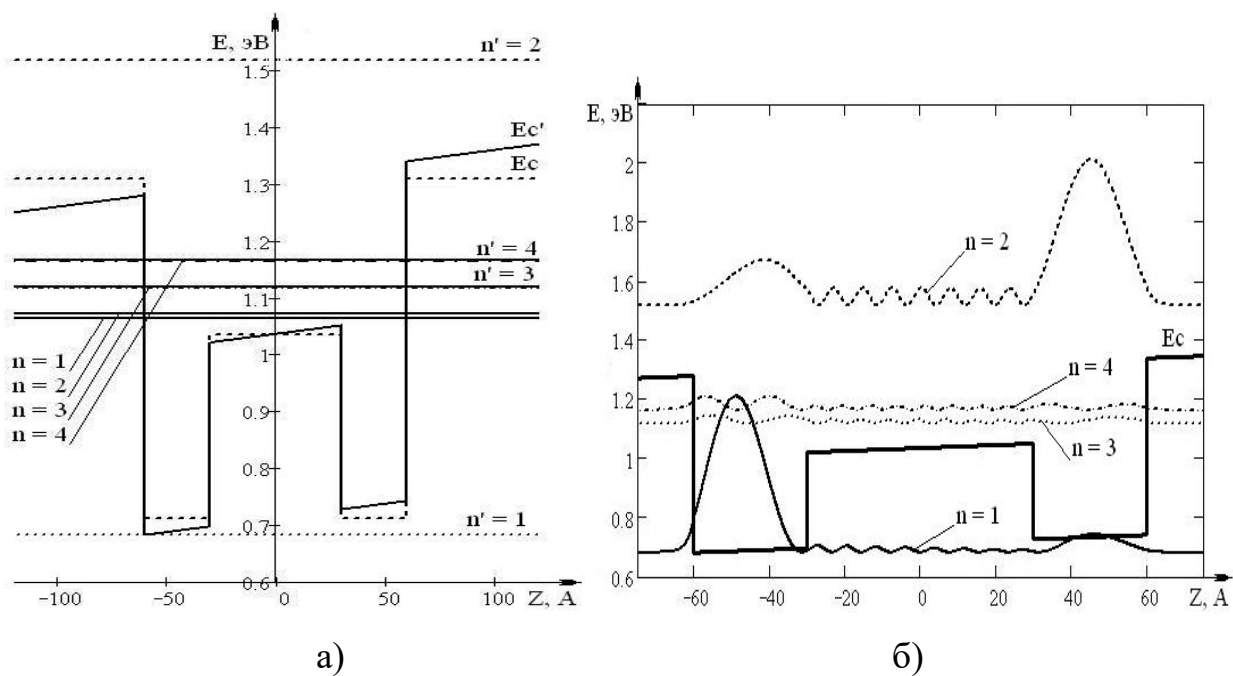 E, эВ
n' = 2
1.5
1.4
Ec'
Ec
1.3
1.2
n' = 4
n' = 3
1.1
n = 1
n = 2
n = 3
n = 4
1
0.9
0.8
0.7
n' = 1
0.6
−100
−50
0
50
100
Z, A
а)
E, эВ
2
1.8
n = 2
1.6
1.4
Ec
n = 4
1.2
n = 3
1
n = 1
0.8
0.6
−60
−40
−20
0
20
40
60
Z, A
б)